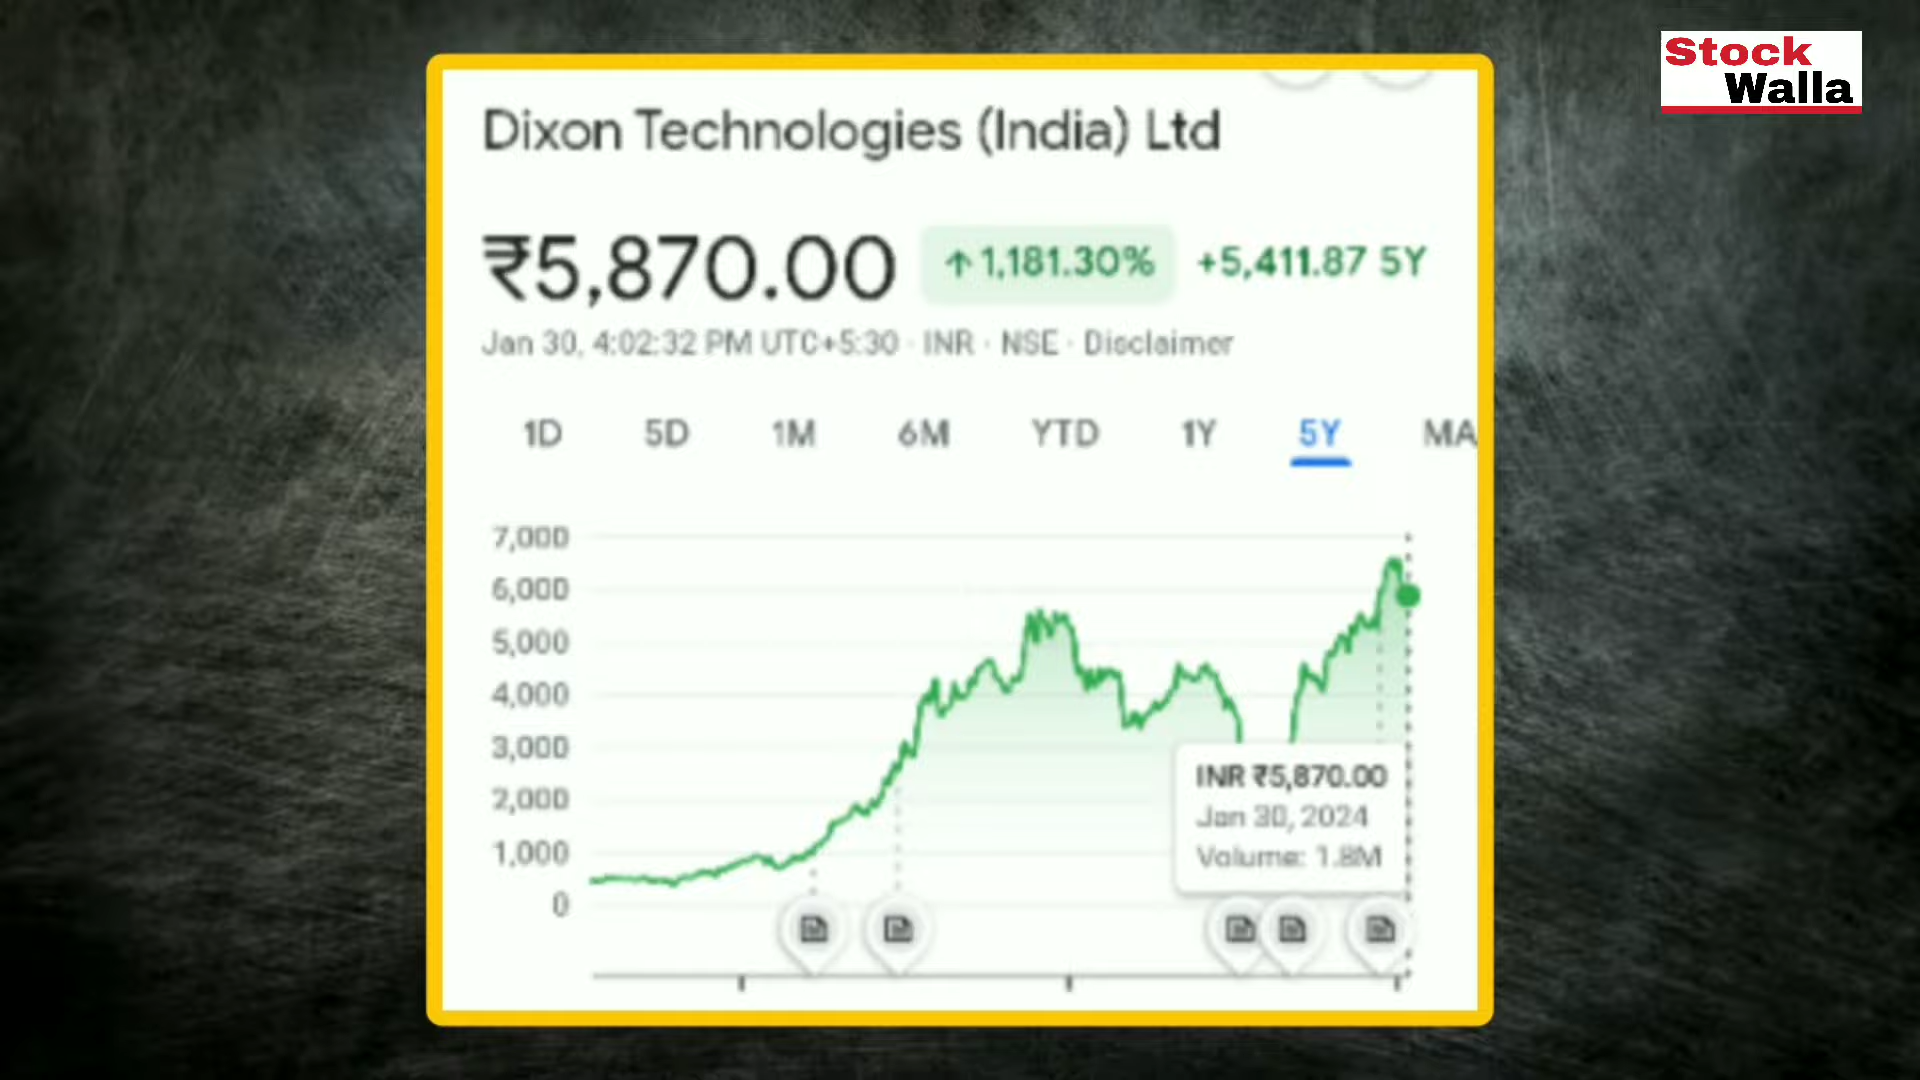 Stock
Walla
Dixon Technologies (India) Ltd
₹5,870.00 ↑ 1,181.30% +5,411.87 5Y
Jan 30, 4:02:32 PM UTC+5:30 · INR · NSE · Disclaimer
1D 5D 1M 6M YTD 1Y 5Y MA
7,000
6,000
5,000
4,000
3,000
2,000
1,000
0
INR ₹5,870.00
Jan 30, 2024
Volume: 1.8M